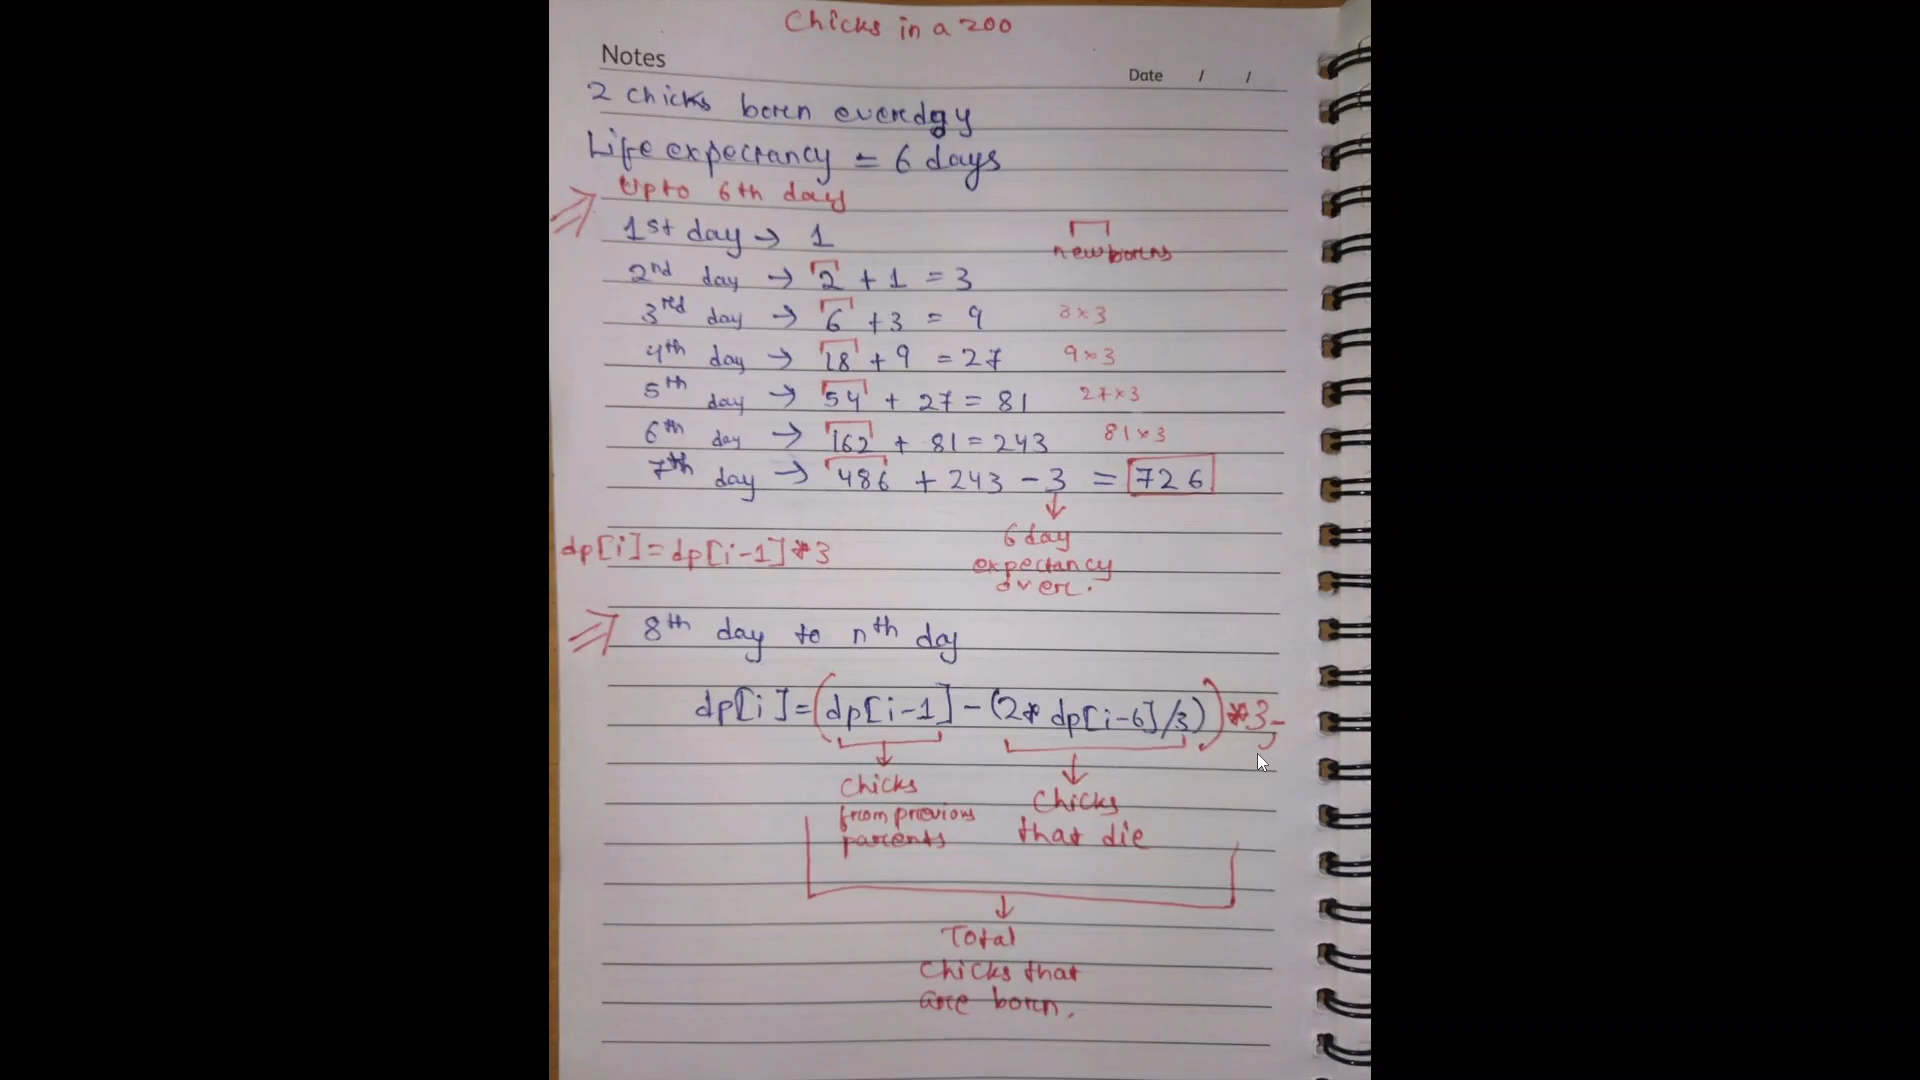 Chicks in a zoo
Notes
Date / /
2 chicks born everdgy
Life expectancy = 6 days
Upto 6th day
1st day → 1
newborns
2nd day → 2 + 1 = 3
3rd day → 6 + 3 = 9 3×3
4th day → 18 + 9 = 27 9×3
5th day → 54 + 27 = 81 27×3
6th day → 162 + 81 = 243 81×3
7th day → 486 + 243 - 3 = 726
6 day
expectancy
over.
dp[i] = dp[i-1] * 3
8th day to nth day
dp[i] = (dp[i-1] - (2* dp[i-6]/3)) *3
Chicks
from previous
parents
Chicks
that die
Total
chicks that
are born.